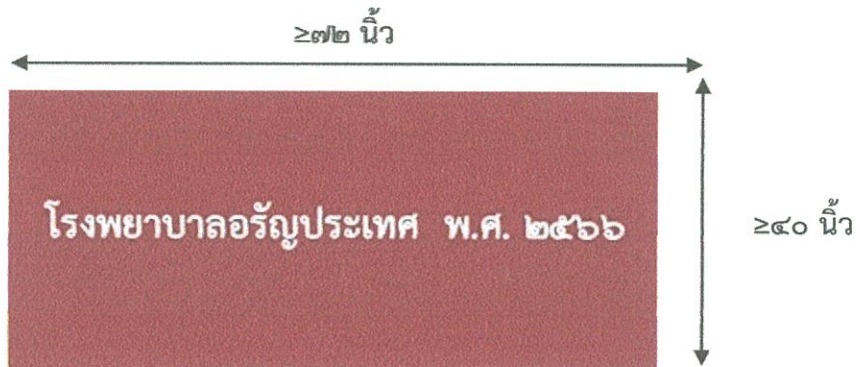 ≥๗๒ นิ้ว
โรงพยาบาลอรัญประเทศ พ.ศ. ๒๕๖๖
≥๔๐ นิ้ว